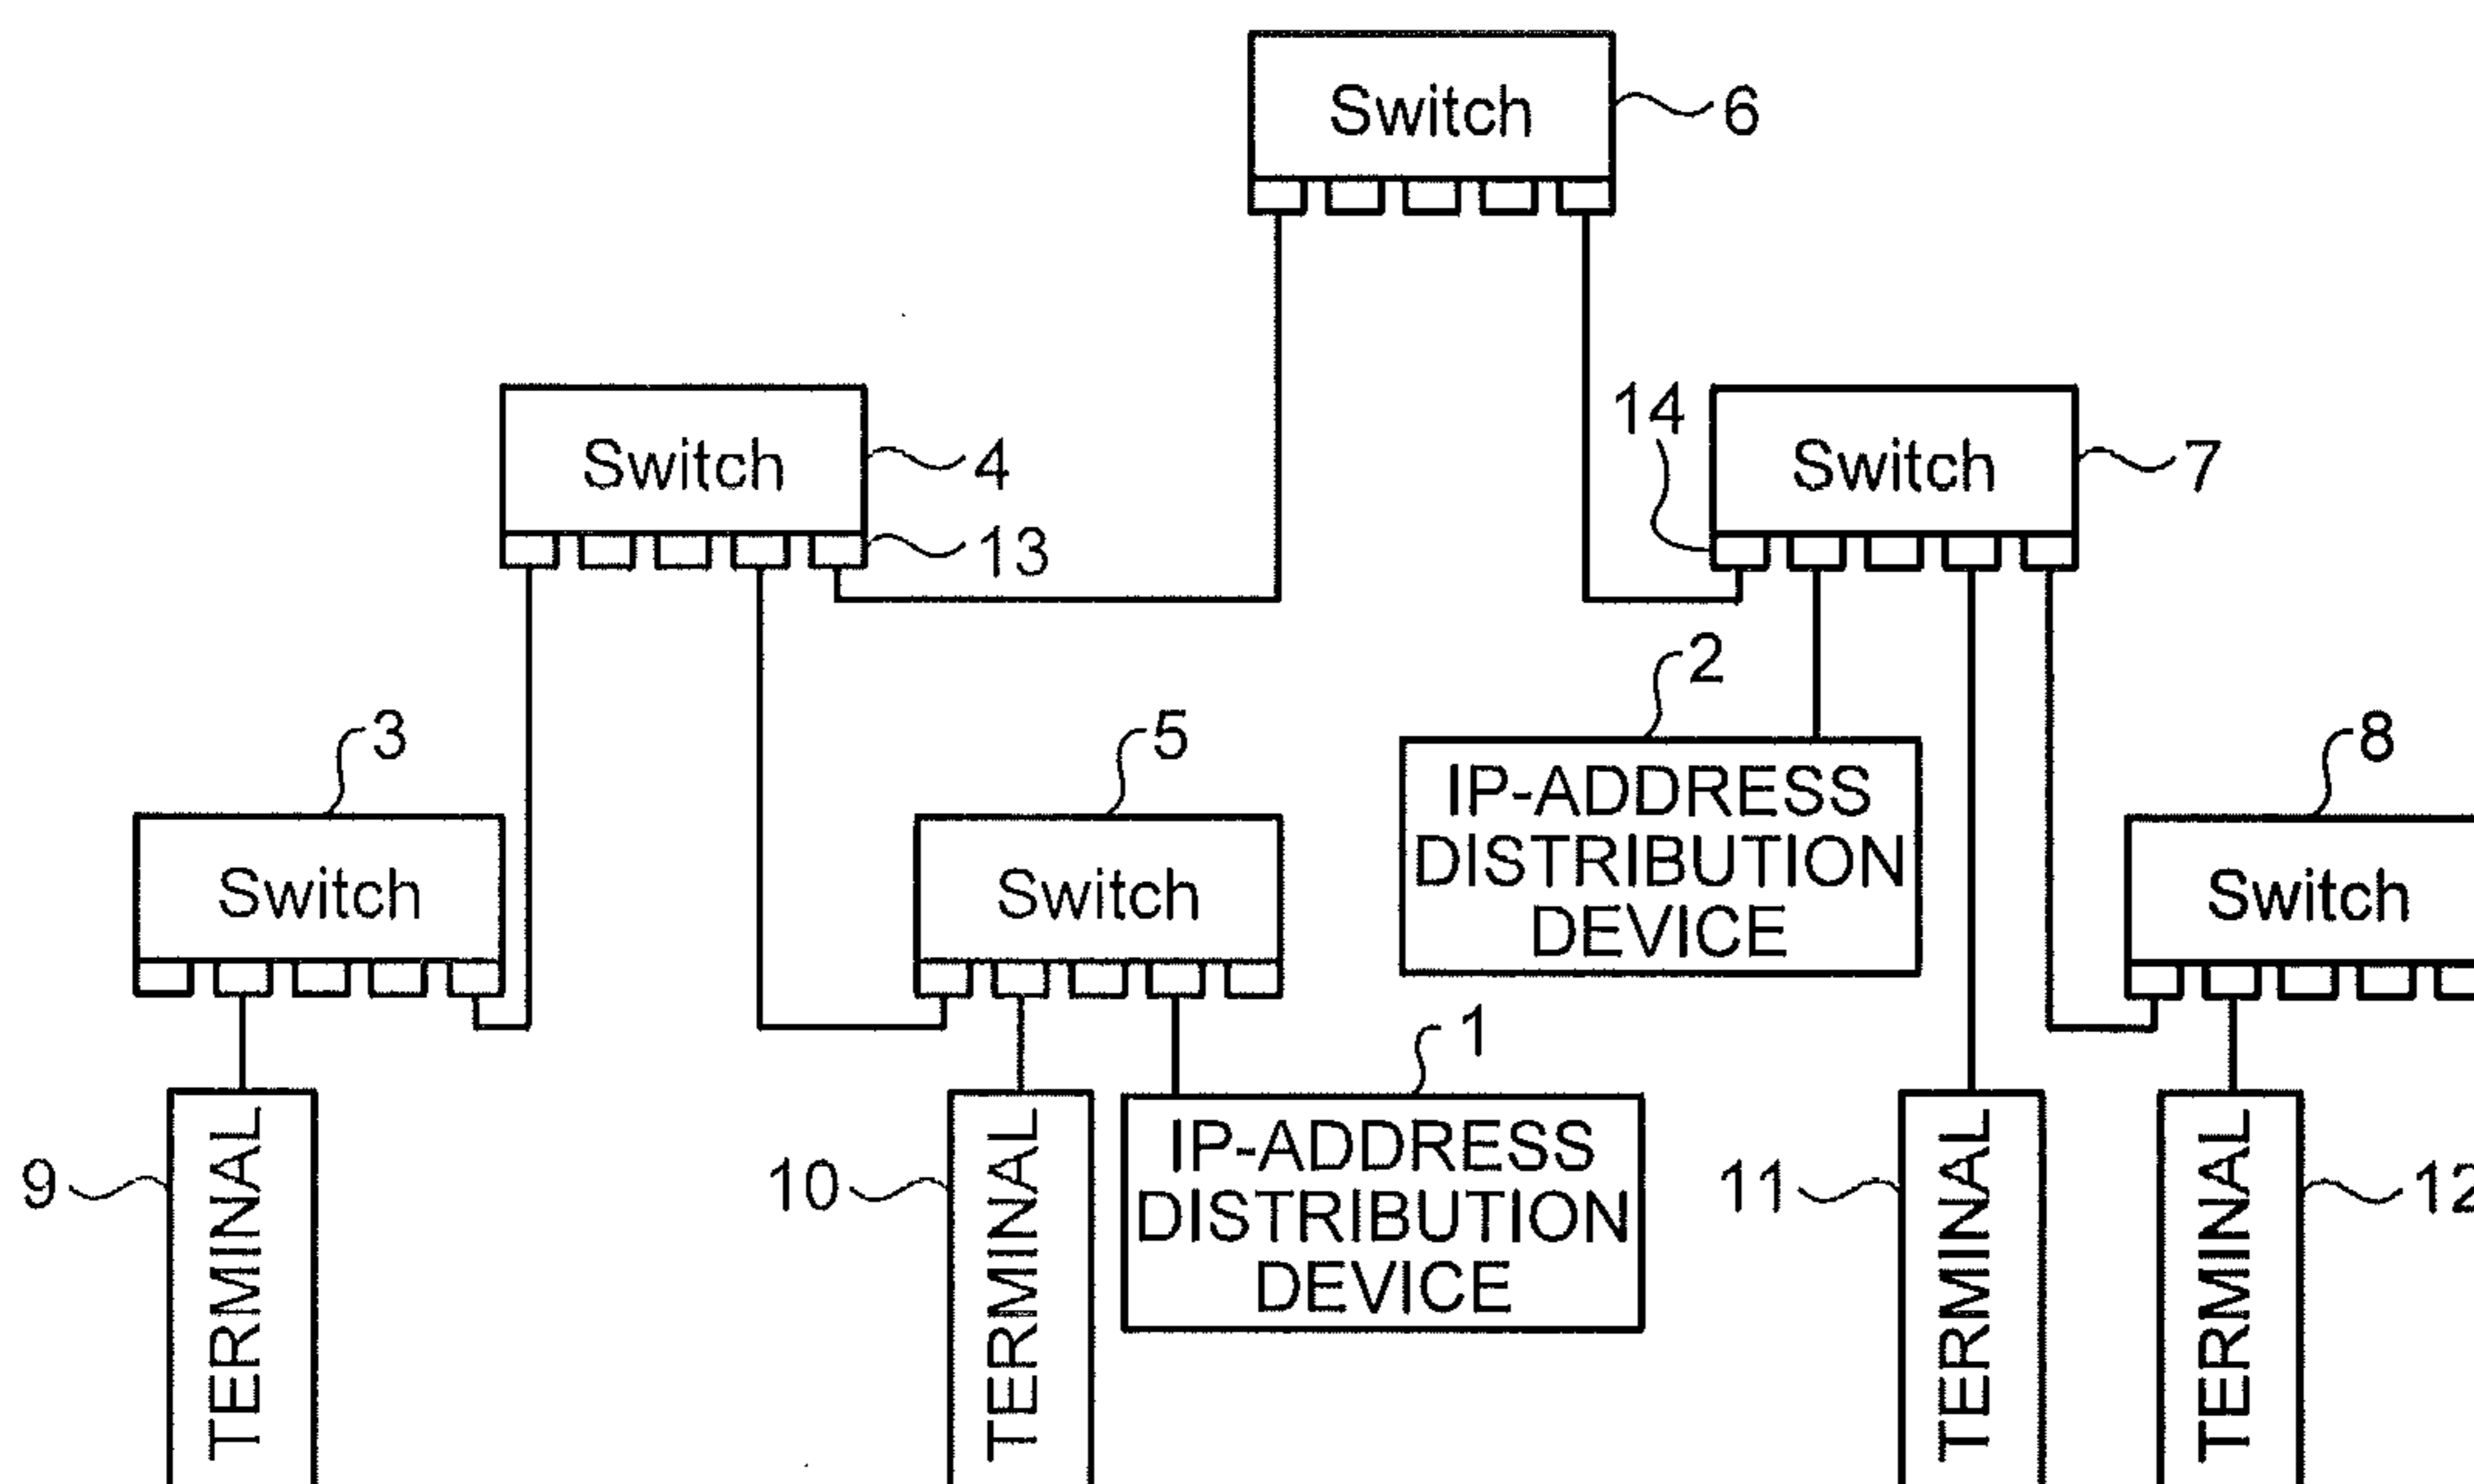 Switch
6
Switch
4
13
14
Switch
7
2
IP-ADDRESS
DISTRIBUTION
DEVICE
3
Switch
5
Switch
8
Switch
1
IP-ADDRESS
DISTRIBUTION
DEVICE
9
TERMINAL
10
TERMINAL
11
TERMINAL
12
TERMINAL